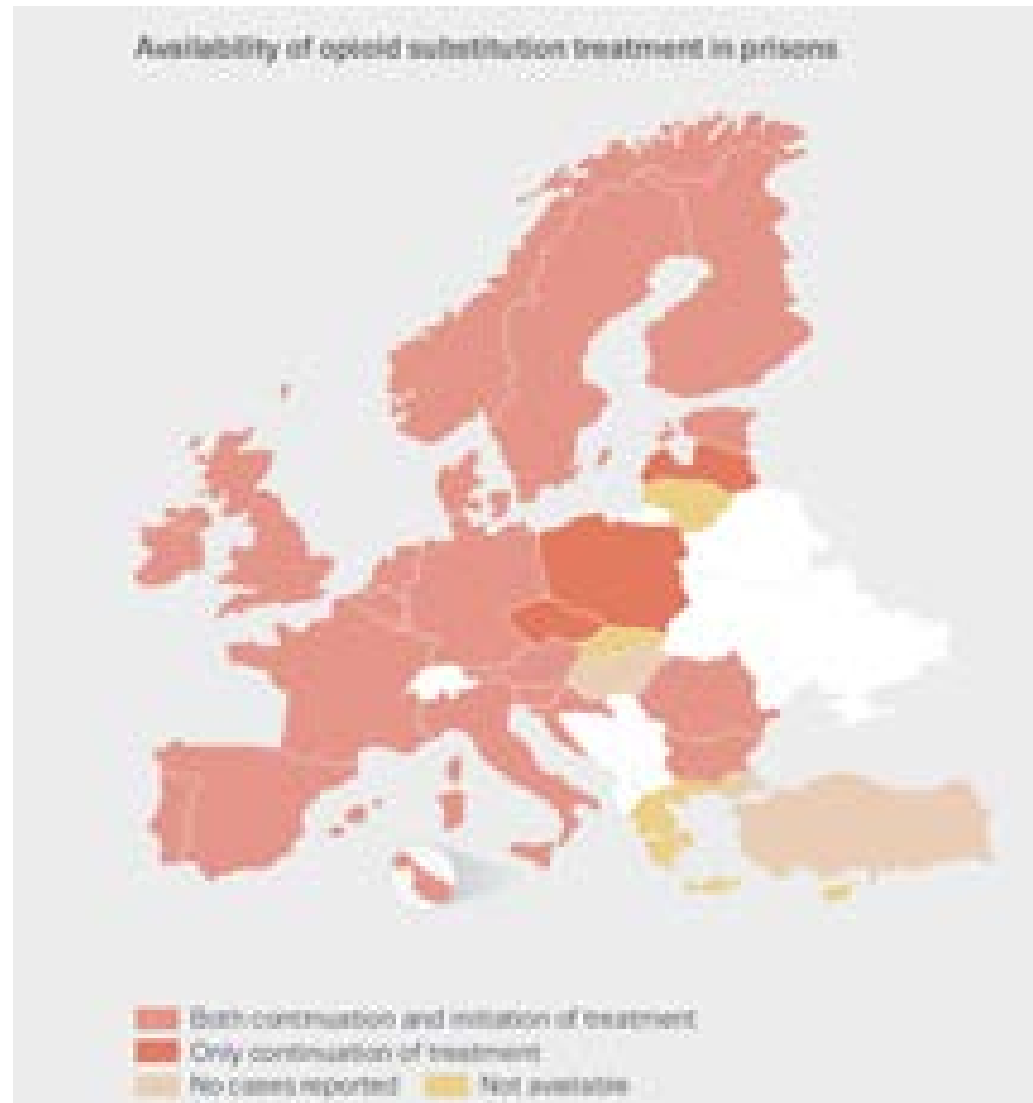 Availability of opioid substitution treatment in prisons
Both continuation and initiation of treatment
Only continuation of treatment
No cases reported Not available